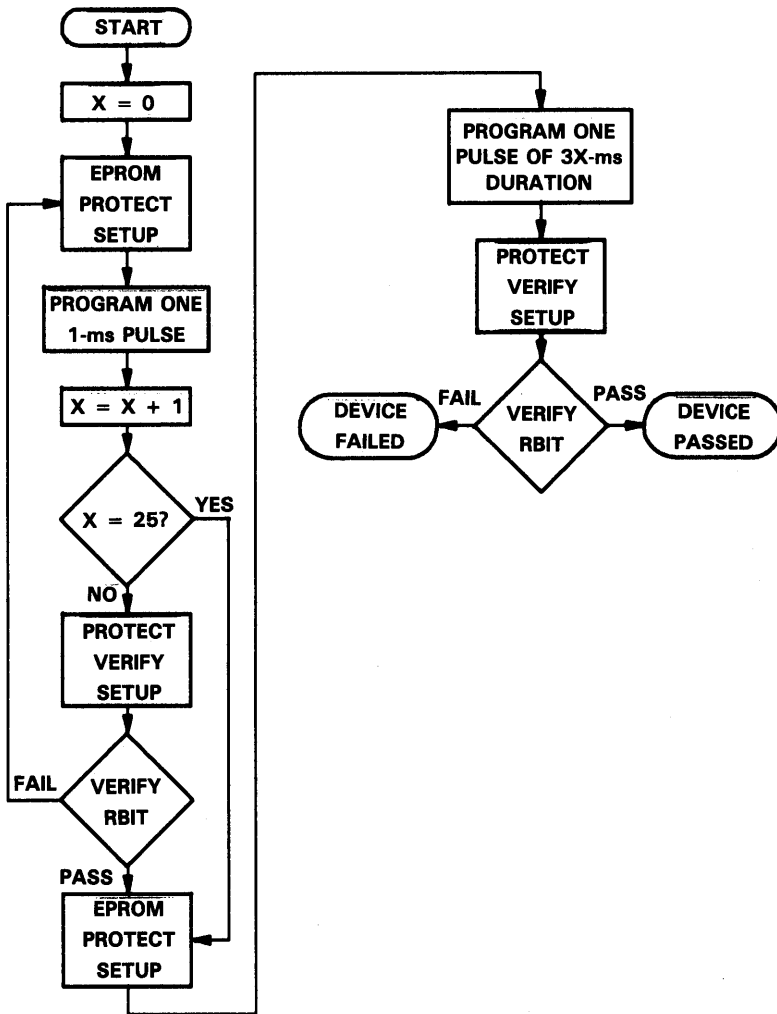 START
X = 0
EPROM
PROTECT
SETUP
PROGRAM ONE
1-ms PULSE
X = X + 1
X = 25?
YES
NO
PROTECT
VERIFY
SETUP
VERIFY
RBIT
FAIL
PASS
EPROM
PROTECT
SETUP
PROGRAM ONE
PULSE OF 3X-ms
DURATION
PROTECT
VERIFY
SETUP
VERIFY
RBIT
FAIL
PASS
DEVICE
FAILED
DEVICE
PASSED